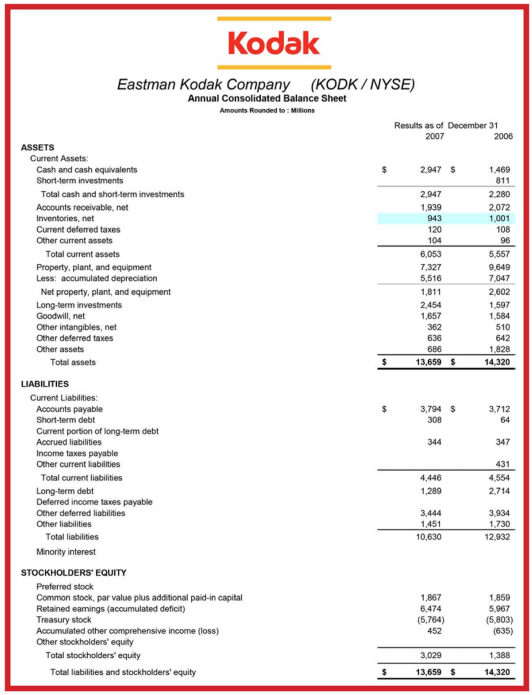 Kodak
Eastman Kodak Company (KODK / NYSE)
Annual Consolidated Balance Sheet
Amounts Rounded to : Millions
Results as of December 31
2007 2006
ASSETS
Current Assets:
Cash and cash equivalents $ 2,947 $ 1,469
Short-term investments 811
Total cash and short-term investments 2,947 2,280
Accounts receivable, net 1,939 2,072
Inventories, net 943 1,001
Current deferred taxes 120 108
Other current assets 104 96
Total current assets 6,053 5,557
Property, plant, and equipment 7,327 9,649
Less: accumulated depreciation 5,516 7,047
Net property, plant, and equipment 1,811 2,602
Long-term investments 2,454 1,597
Goodwill, net 1,657 1,584
Other intangibles, net 362 510
Other deferred taxes 636 642
Other assets 686 1,828
Total assets $ 13,659 $ 14,320
LIABILITIES
Current Liabilities:
Accounts payable $ 3,794 $ 3,712
Short-term debt 308 64
Current portion of long-term debt
Accrued liabilities 344 347
Income taxes payable
Other current liabilities 431
Total current liabilities 4,446 4,554
Long-term debt 1,289 2,714
Deferred income taxes payable
Other deferred liabilities 3,444 3,934
Other liabilities 1,451 1,730
Total liabilities 10,630 12,932
Minority interest
STOCKHOLDERS' EQUITY
Preferred stock
Common stock, par value plus additional paid-in capital 1,867 1,859
Retained earnings (accumulated deficit) 6,474 5,967
Treasury stock (5,764) (5,803)
Accumulated other comprehensive income (loss) 452 (635)
Other stockholders' equity
Total stockholders' equity 3,029 1,388
Total liabilities and stockholders' equity $ 13,659 $ 14,320